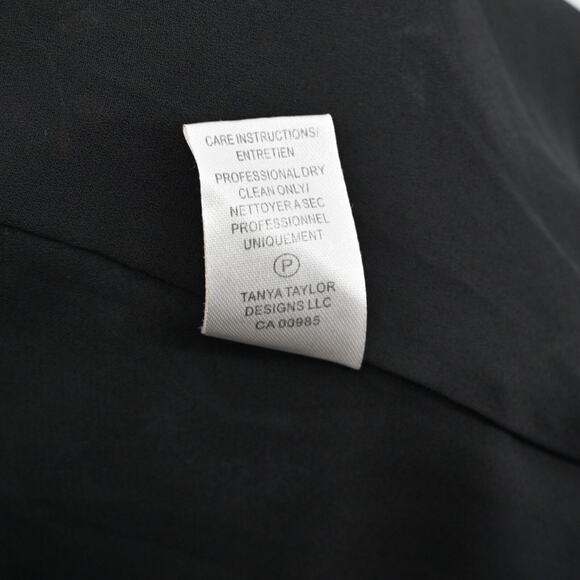 CARE INSTRUCTIONS/
ENTRETIEN
PROFESSIONAL DRY
CLEAN ONLY/
NETTOYER A SEC
PROFESSIONNEL
UNIQUEMENT
P
TANYA TAYLOR
DESIGNS LLC
CA 00985